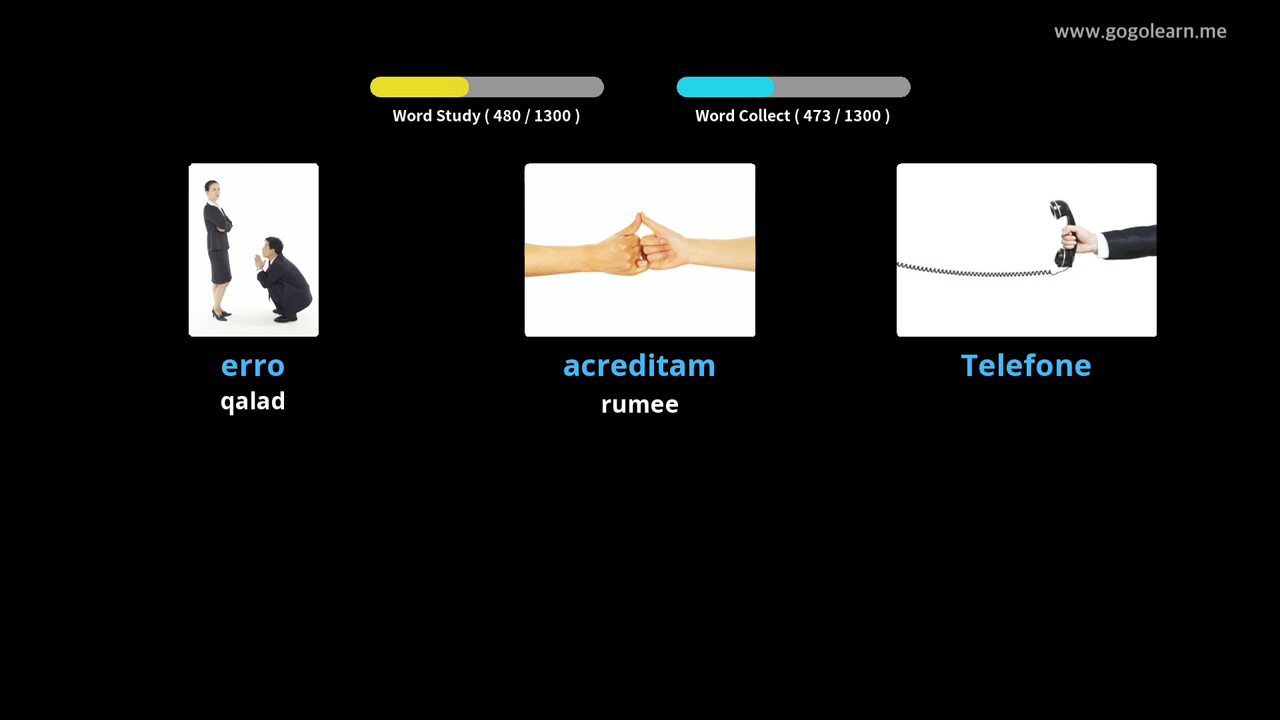 www.gogolearn.me
Word Study ( 480 / 1300 )
Word Collect ( 473 / 1300 )
erro
qalad
acreditam
rumee
Telefone